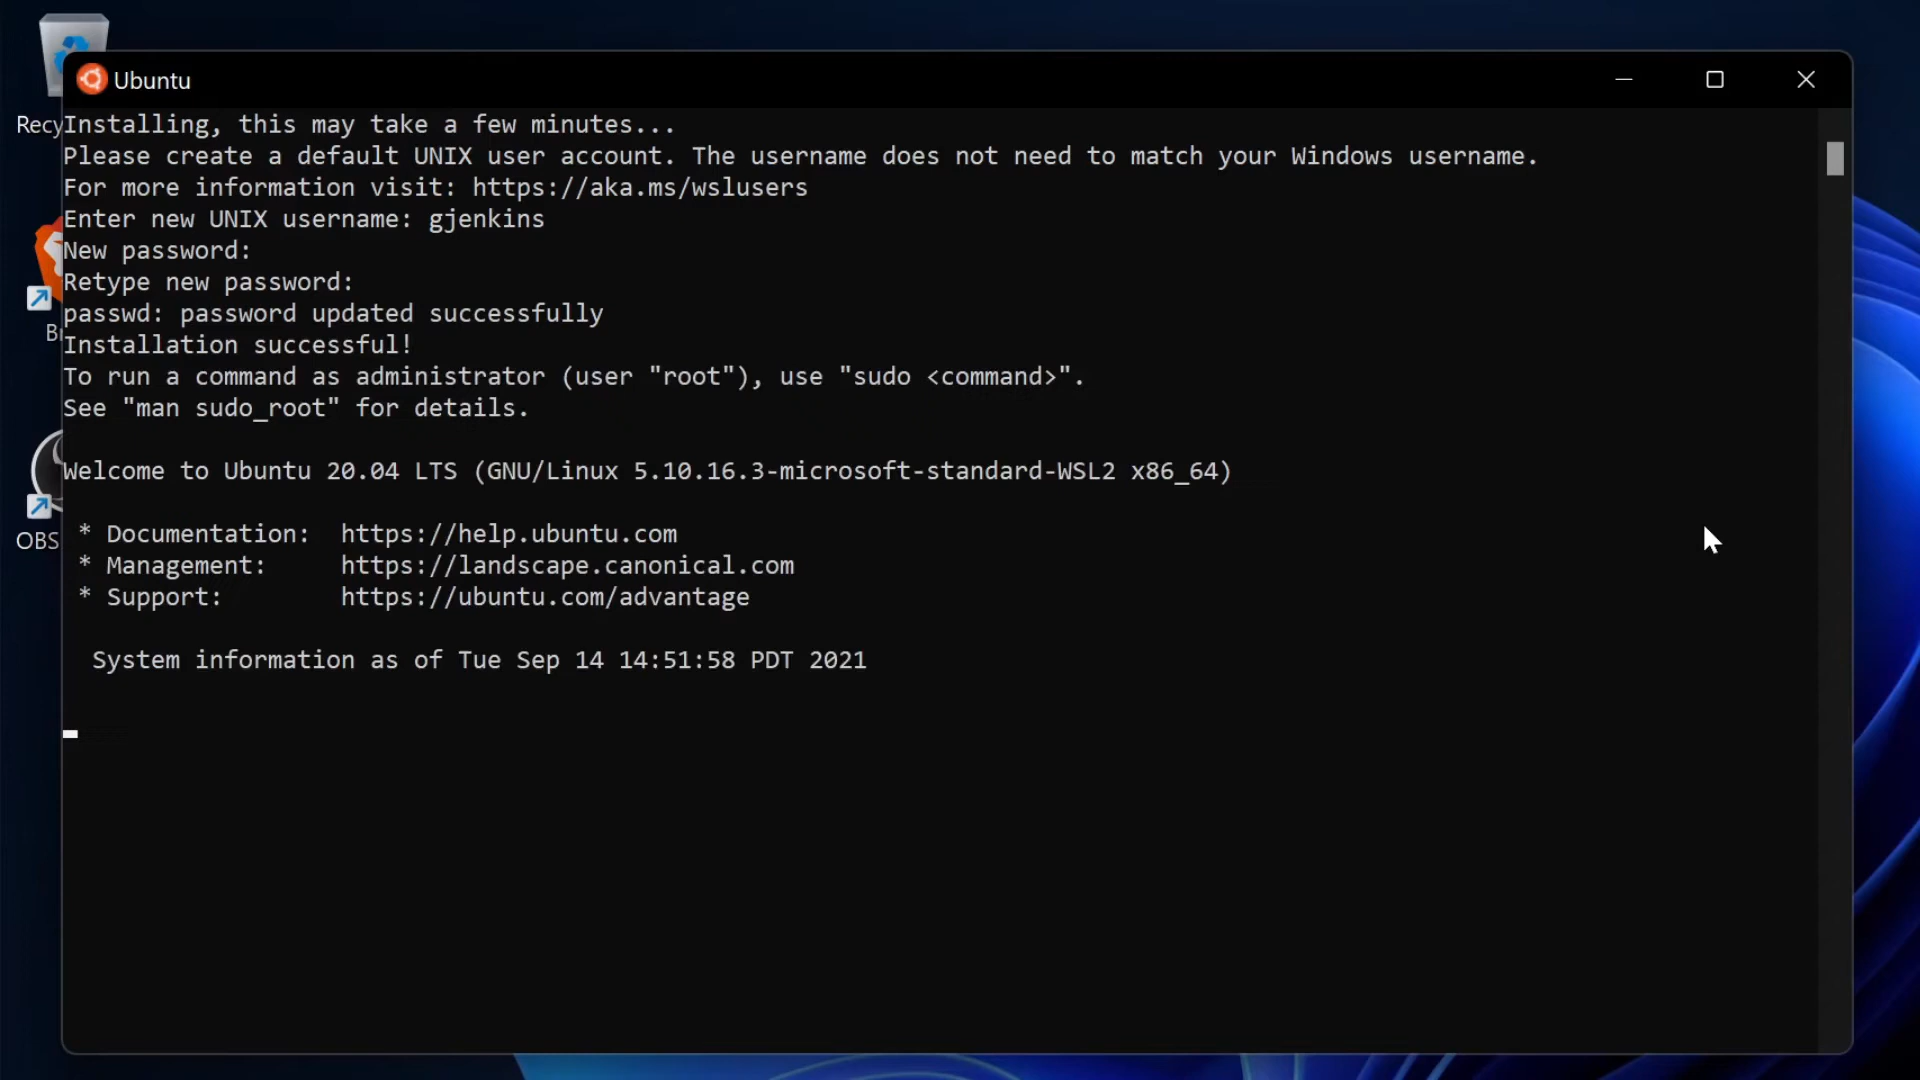 Ubuntu
Recy
Installing, this may take a few minutes...
Please create a default UNIX user account. The username does not need to match your Windows username.
For more information visit: https://aka.ms/wslusers
Enter new UNIX username: gjenkins
New password:
Retype new password:
passwd: password updated successfully
Installation successful!
To run a command as administrator (user "root"), use "sudo <command>".
See "man sudo_root" for details.
Welcome to Ubuntu 20.04 LTS (GNU/Linux 5.10.16.3-microsoft-standard-WSL2 x86_64)
* Documentation: https://help.ubuntu.com
OBS
* Management: https://landscape.canonical.com
* Support: https://ubuntu.com/advantage
System information as of Tue Sep 14 14:51:58 PDT 2021